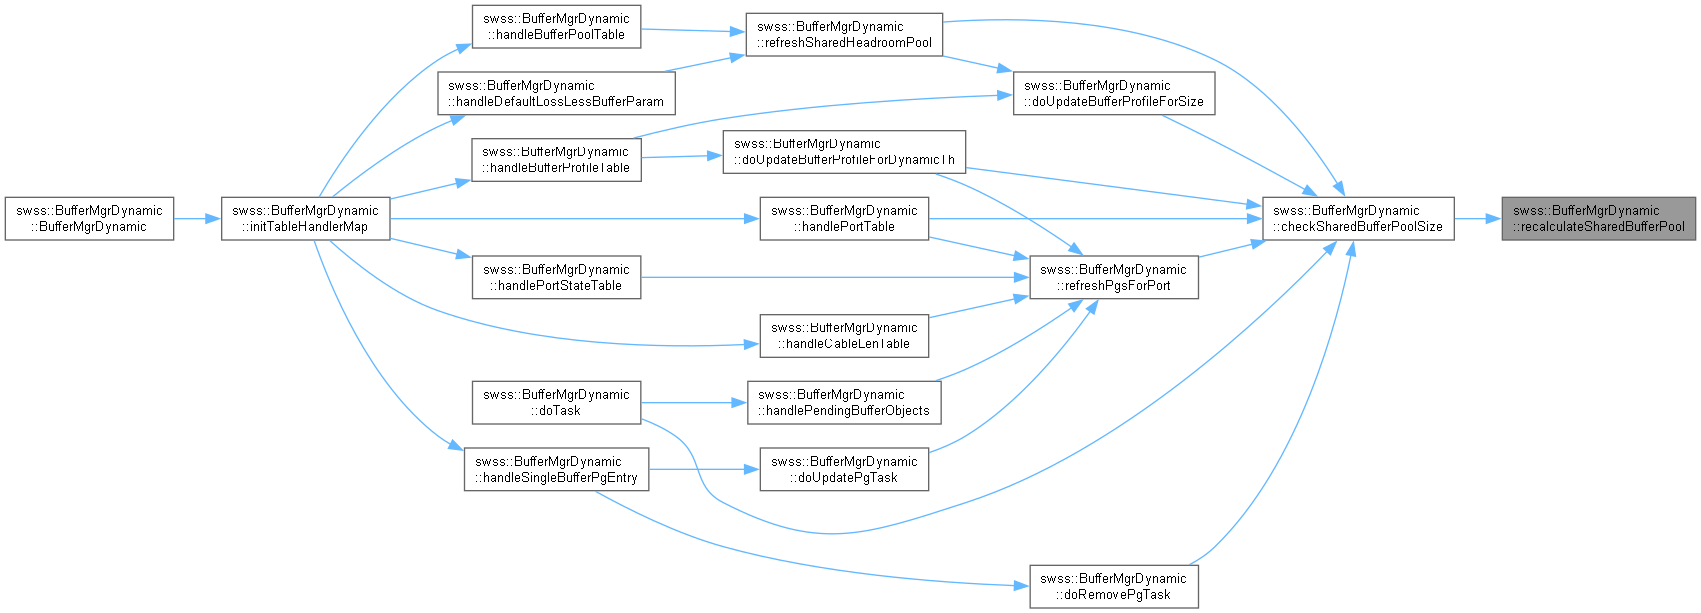 swss::BufferMgrDynamic
::handleBufferPoolTable
swss::BufferMgrDynamic
::refreshSharedHeadroomPool
swss::BufferMgrDynamic
::handleDefaultLossLessBufferParam
swss::BufferMgrDynamic
::doUpdateBufferProfileForSize
swss::BufferMgrDynamic
::handleBufferProfileTable
swss::BufferMgrDynamic
::doUpdateBufferProfileForDynamicTh
swss::BufferMgrDynamic
::BufferMgrDynamic
swss::BufferMgrDynamic
::initTableHandlerMap
swss::BufferMgrDynamic
::handlePortTable
swss::BufferMgrDynamic
::checkSharedBufferPoolSize
swss::BufferMgrDynamic
::recalculateSharedBufferPool
swss::BufferMgrDynamic
::handlePortStateTable
swss::BufferMgrDynamic
::refreshPgsForPort
swss::BufferMgrDynamic
::handleCableLenTable
swss::BufferMgrDynamic
::doTask
swss::BufferMgrDynamic
::handlePendingBufferObjects
swss::BufferMgrDynamic
::handleSingleBufferPgEntry
swss::BufferMgrDynamic
::doUpdatePgTask
swss::BufferMgrDynamic
::doRemovePgTask